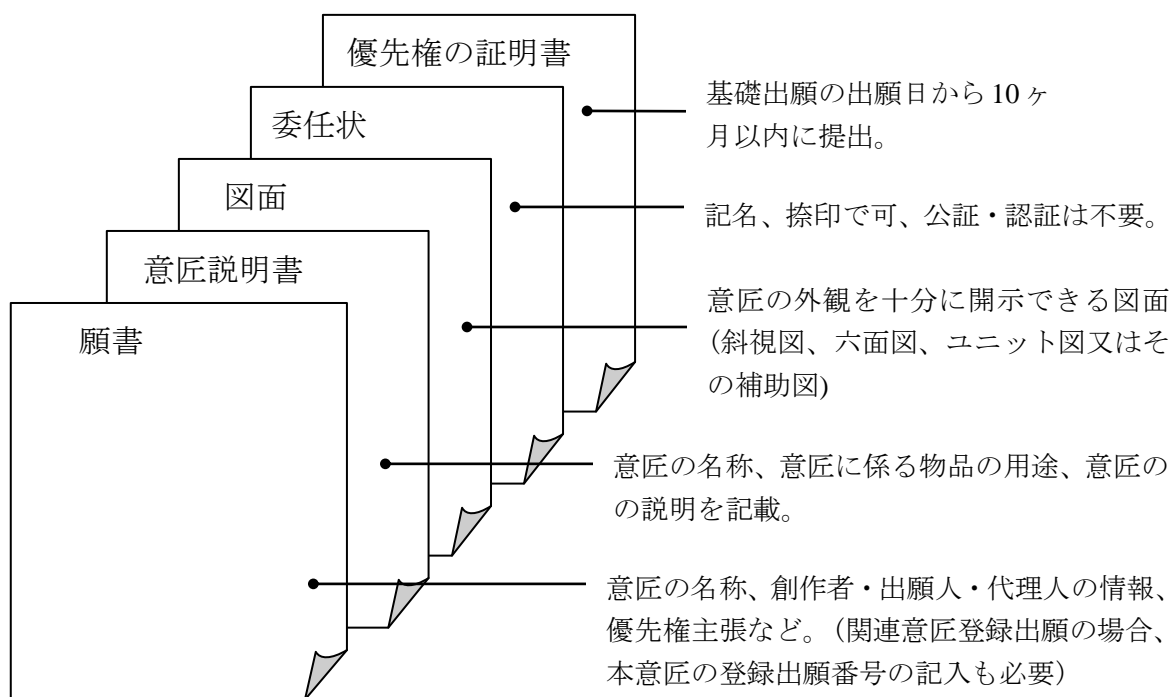 優先権の証明書
基礎出願の出願日から 10 ヶ
月以内に提出。
委任状
記名、捺印で可、公証・認証は不要。
図面
意匠の外観を十分に開示できる図面
(斜視図、六面図、ユニット図又はそ
の補助図)
意匠説明書
意匠の名称、意匠に係る物品の用途、意匠の
の説明を記載。
願書
意匠の名称、創作者・出願人・代理人の情報、
優先権主張など。（関連意匠登録出願の場合、
本意匠の登録出願番号の記入も必要）